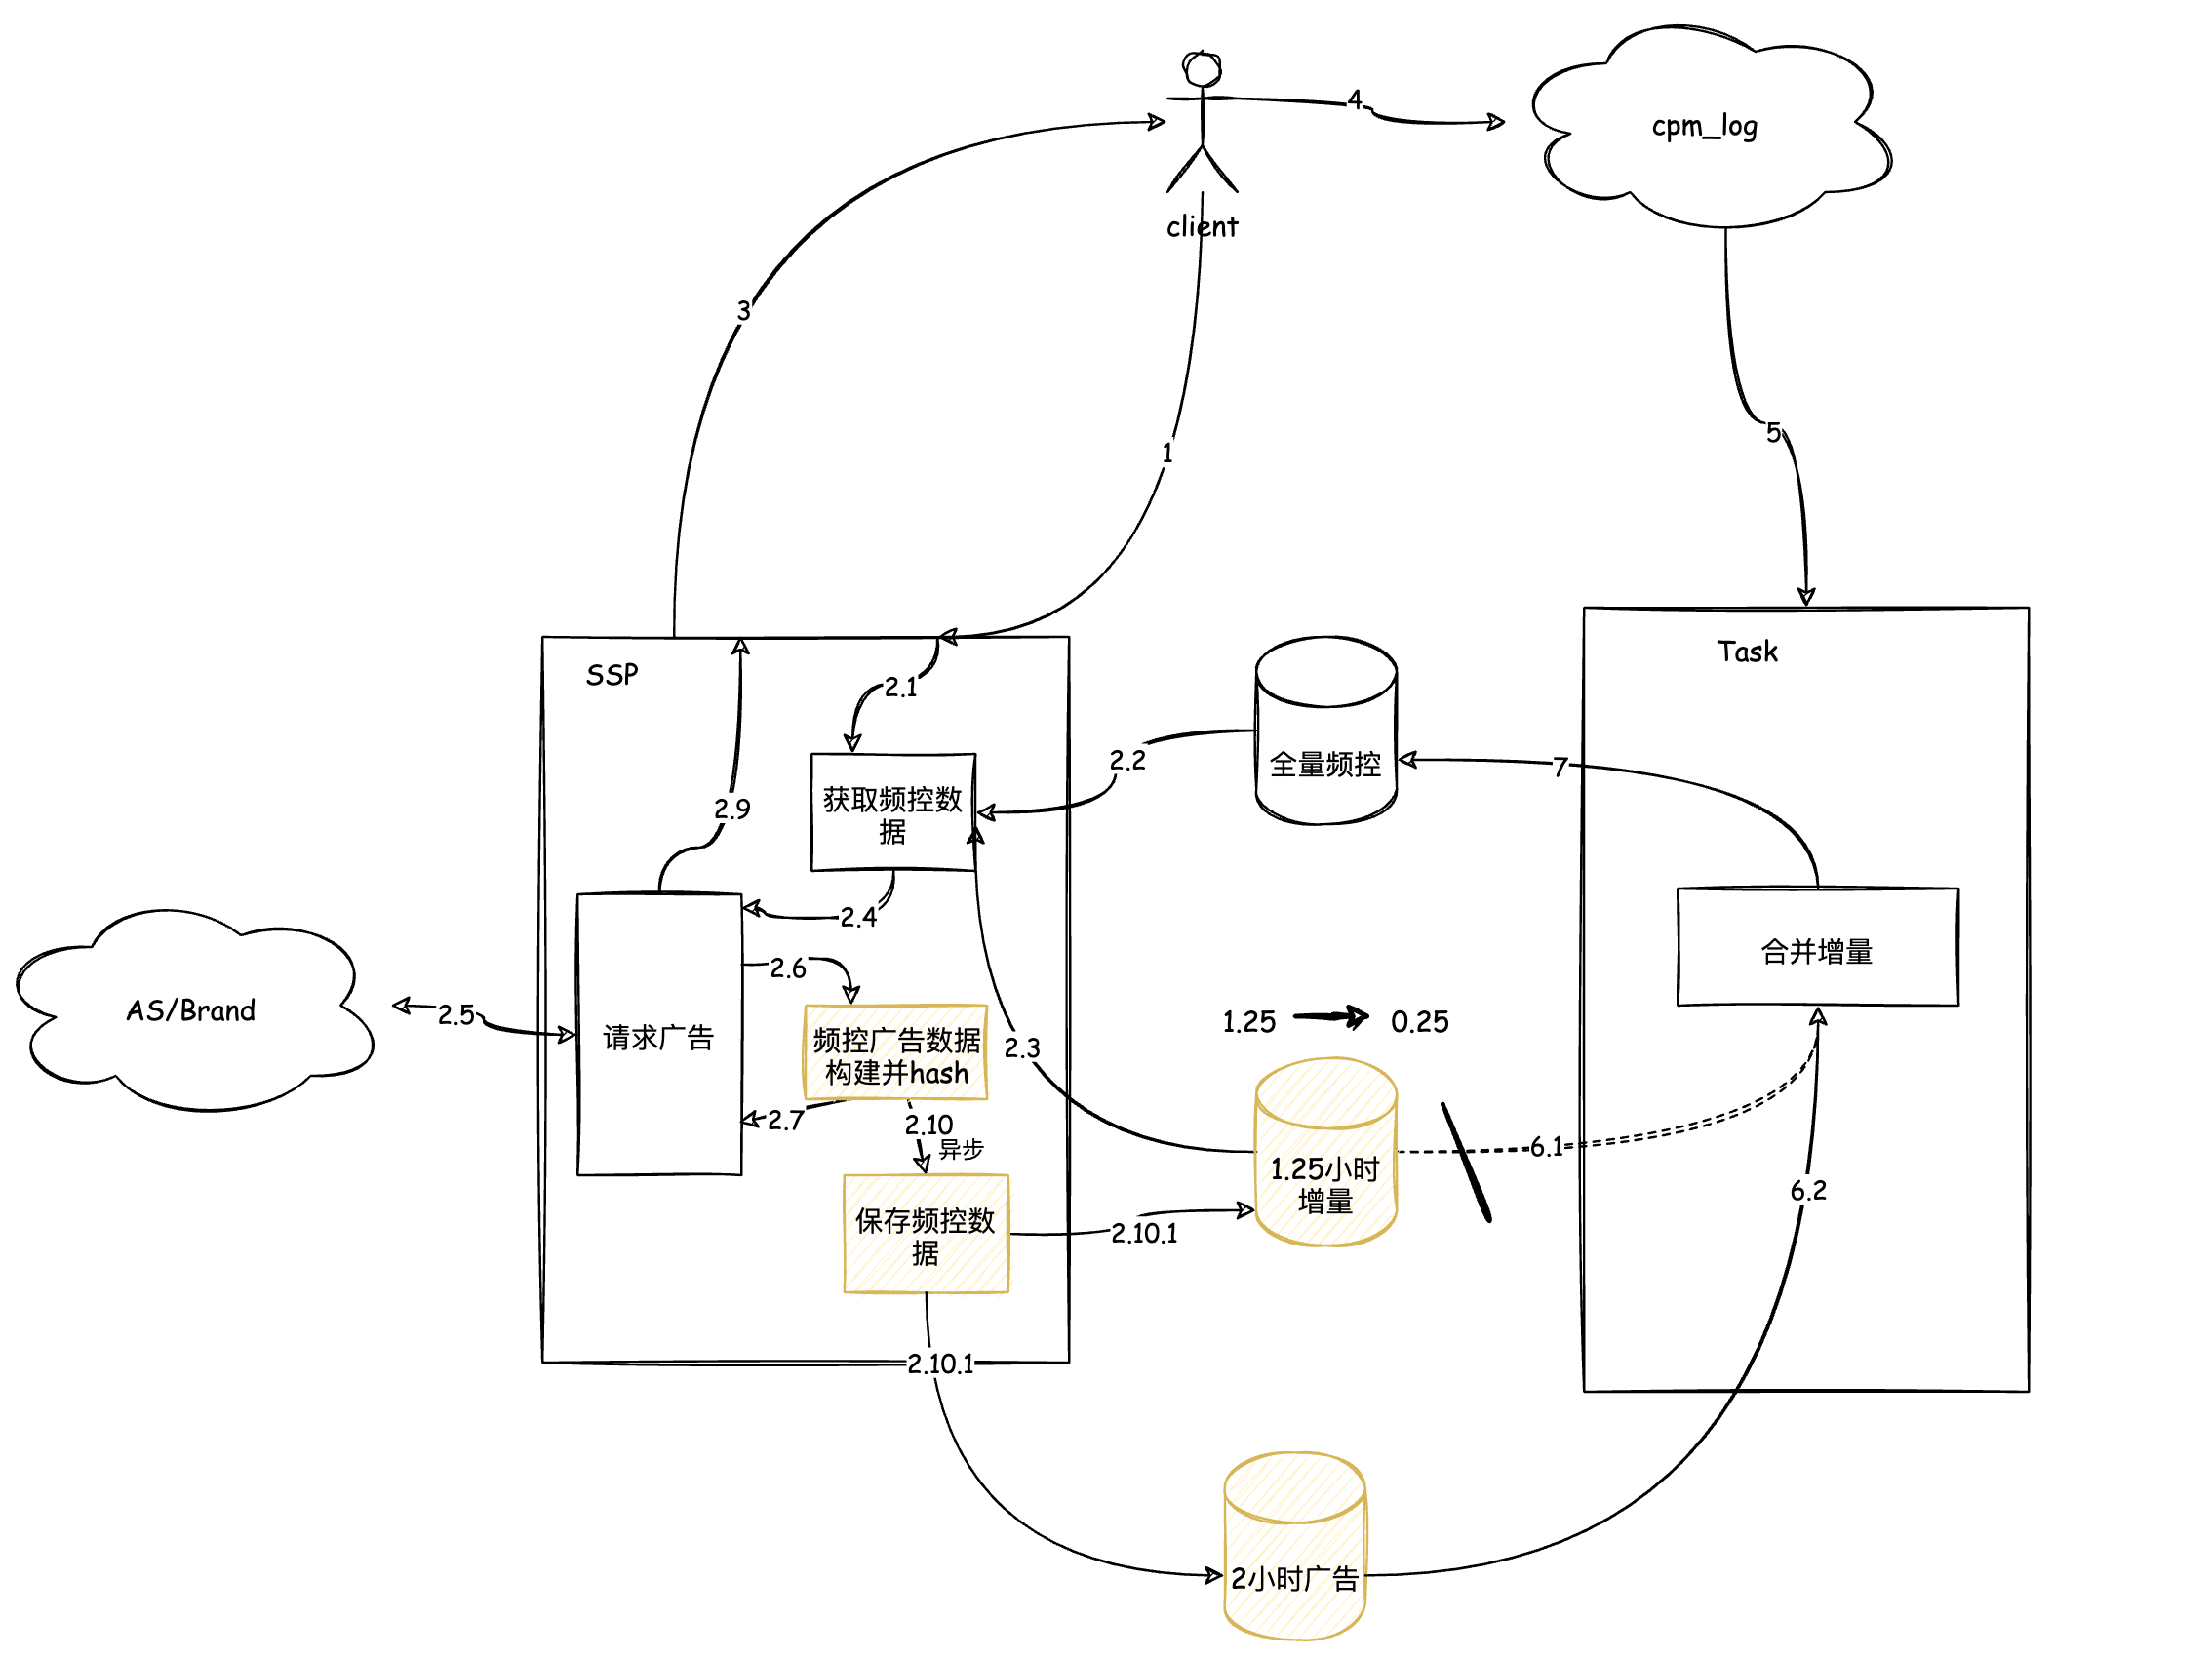 client
4
cpm_log
3
1
5
SSP
2.1
Task
2.2
全量频控
7
获取频控数
据
2.9
2.4
合并增量
AS/Brand
2.5
请求广告
2.6
频控广告数据
构建并hash
2.3
1.25
0.25
2.7
2.10
异步
1.25小时
增量
6.1
6.2
保存频控数
据
2.10.1
2.10.1
2小时广告